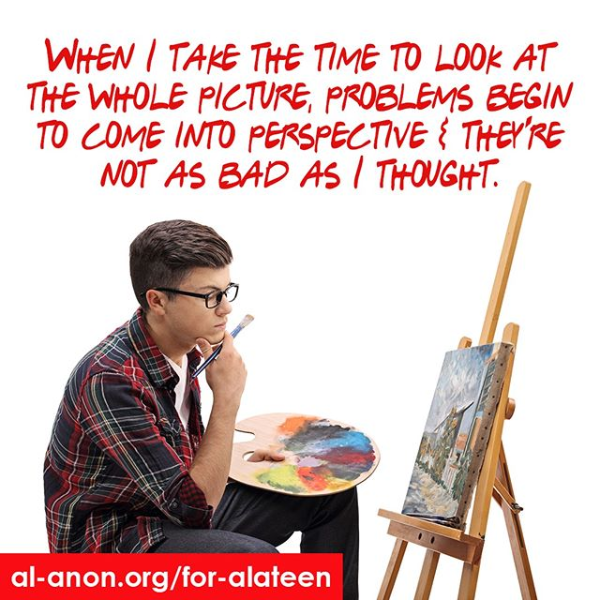 WHEN I TAKE THE TIME TO LOOK AT
THE WHOLE PICTURE, PROBLEMS BEGIN
TO COME INTO PERSPECTIVE & THEY'RE
NOT AS BAD AS I THOUGHT.
al-anon.org/for-alateen